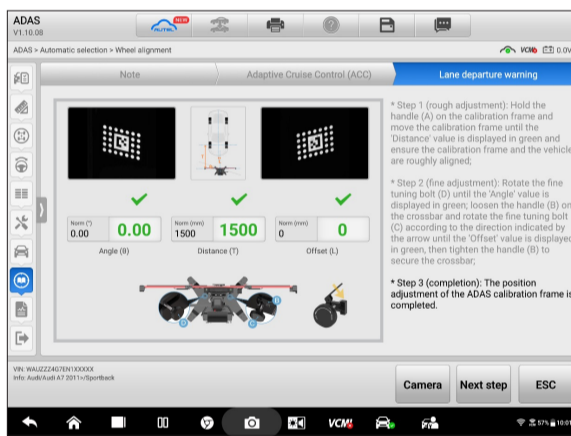 ADAS
V1.10.08
AUTEL
NEW
ADAS > Automatic selection > Wheel alignment
VCMI
0.0V
Note
Adaptive Cruise Control (ACC)
Lane departure warning
* Step 1 (rough adjustment): Hold the
handle (A) on the calibration frame and
move the calibration frame until the
'Distance' value is displayed in green and
ensure the calibration frame and the vehicle
are roughly aligned;
* Step 2 (fine adjustment): Rotate the fine
tuning bolt (D) until the 'Angle' value is
displayed in green; loosen the handle (B) on
the crossbar and rotate the fine tuning bolt
(C) according to the direction indicated by
the arrow until the 'Offset' value is displayed
in green, then tighten the handle (B) to
secure the crossbar;
* Step 3 (completion): The position
adjustment of the ADAS calibration frame is
completed.
Norm (°)
0.00
0.00
Angle (B)
Norm (mm)
1500
1500
Distance (T)
Norm (mm)
0
0
Offset (L)
D
C
B
VIN: WAUZZZ4G7EN1XXXXX
Info: Audi/Audi A7 2011>/Sportback
Camera
Next step
ESC
VCMI
57%
10:01